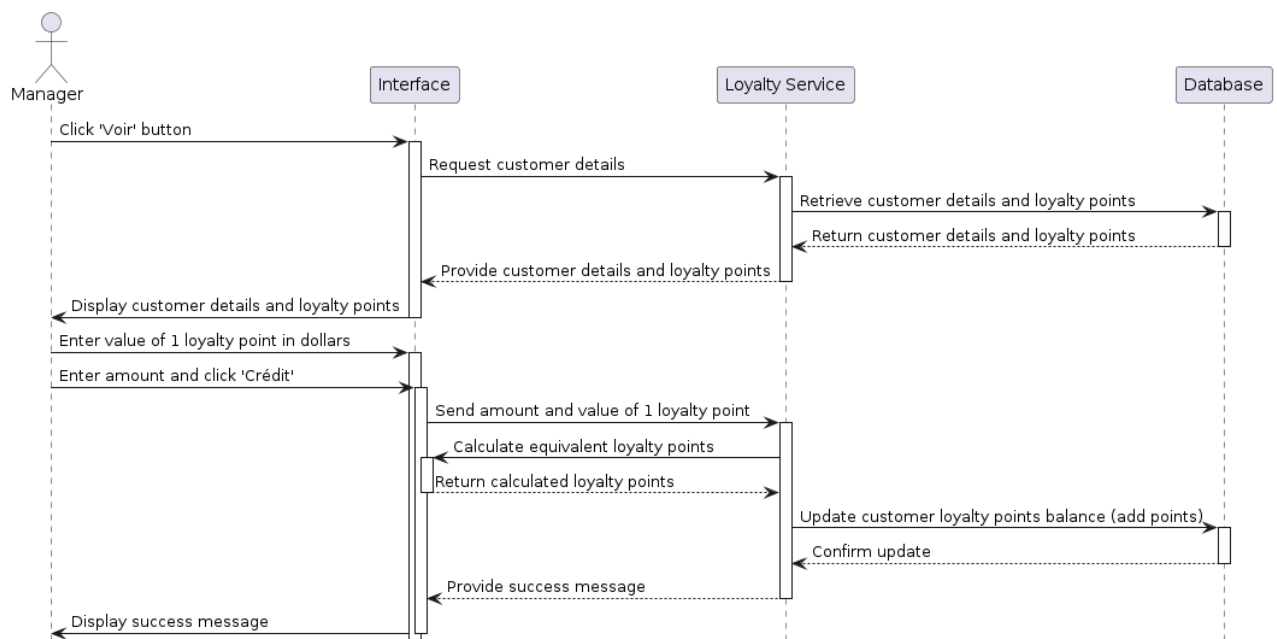 Manager
Interface
Loyalty Service
Database
Click 'Voir' button
Request customer details
Retrieve customer details and loyalty points
Return customer details and loyalty points
Provide customer details and loyalty points
Display customer details and loyalty points
Enter value of 1 loyalty point in dollars
Enter amount and click 'Crédit'
Send amount and value of 1 loyalty point
Calculate equivalent loyalty points
Return calculated loyalty points
Update customer loyalty points balance (add points)
Confirm update
Provide success message
Display success message